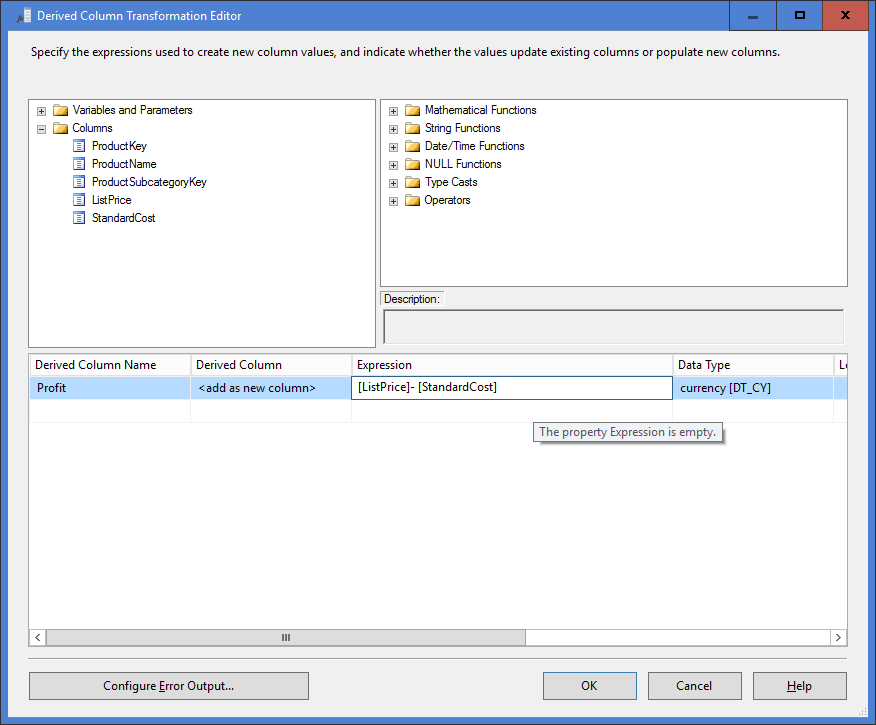 Derived Column Transformation Editor
Specify the expressions used to create new column values, and indicate whether the values update existing columns or populate new columns.
Variables and Parameters
Columns
ProductKey
ProductName
ProductSubcategoryKey
ListPrice
StandardCost
Mathematical Functions
String Functions
Date/Time Functions
NULL Functions
Type Casts
Operators
Description:
Derived Column Name Derived Column Expression Data Type Le
Profit <add as new column> [ListPrice]- [StandardCost] currency [DT_CY]
The property Expression is empty.
Configure Error Output... OK Cancel Help